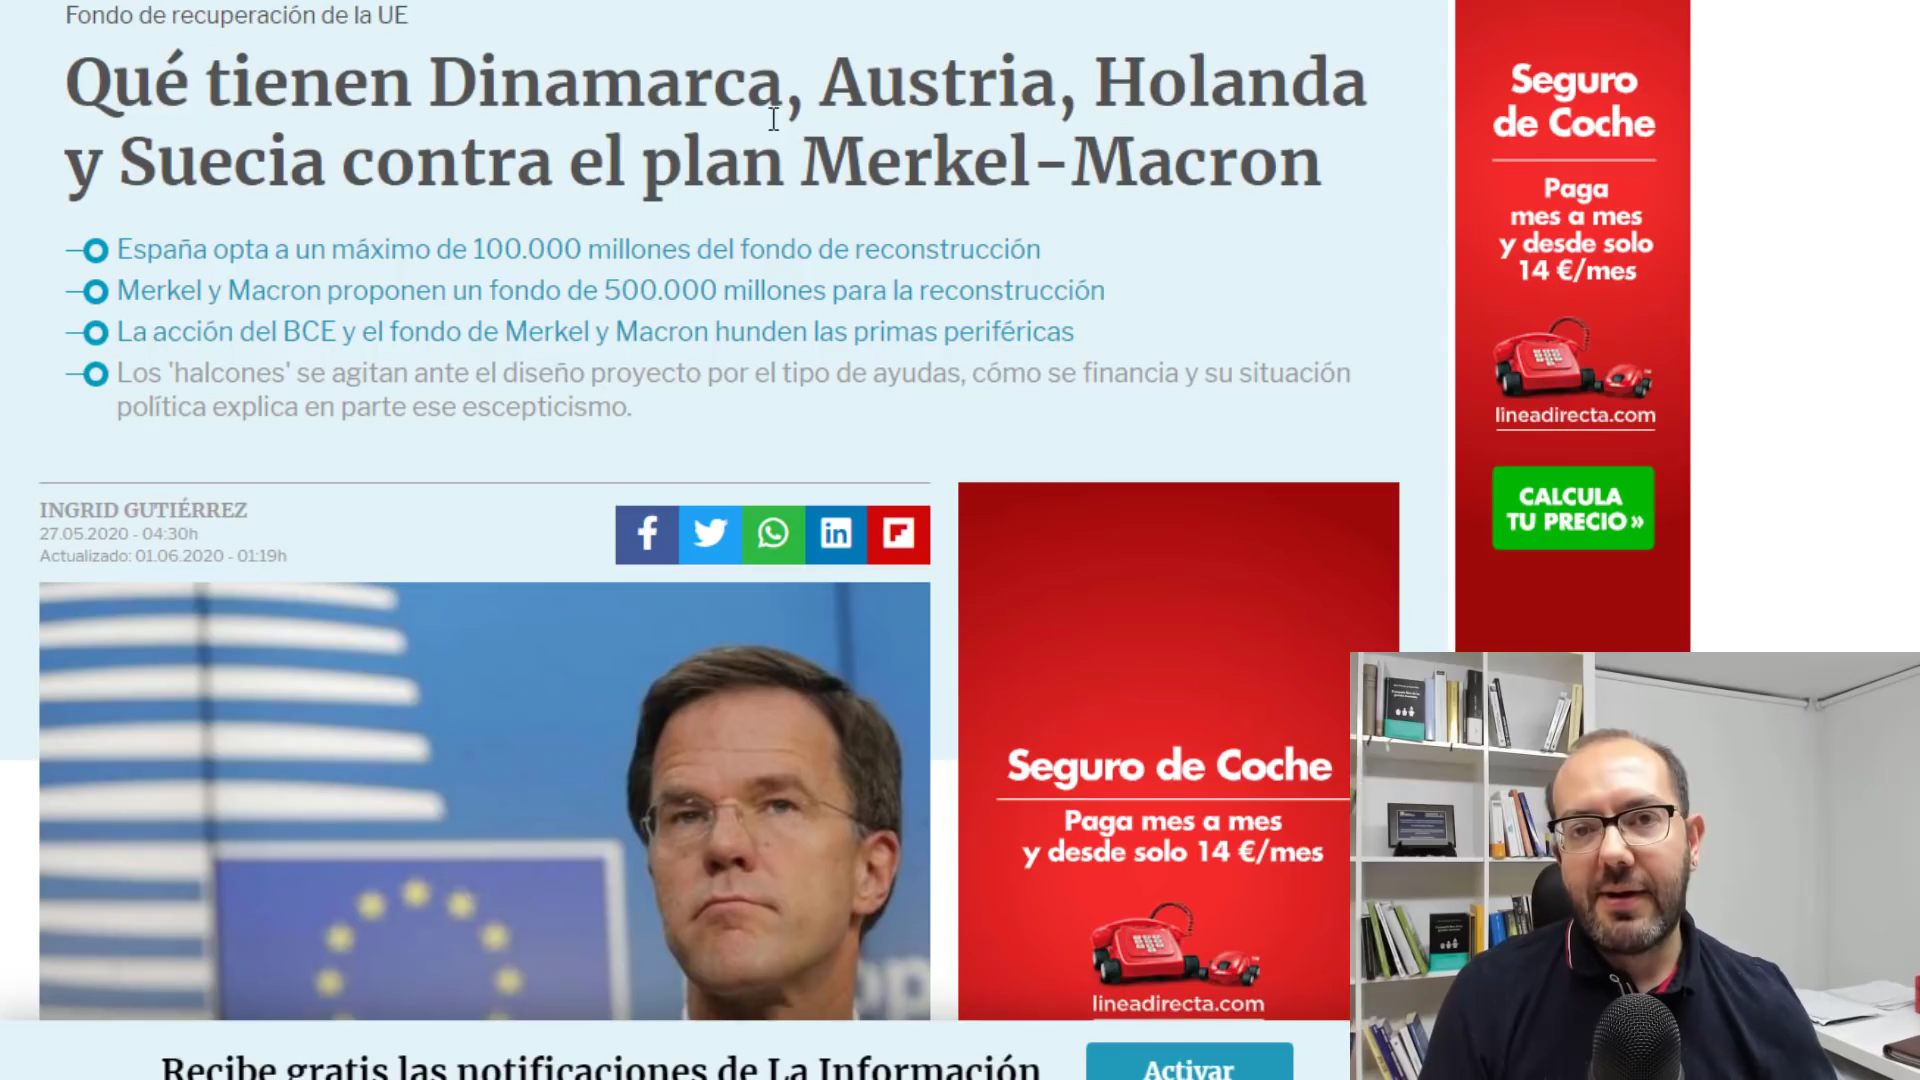 Fondo de recuperación de la UE
Qué tienen Dinamarca, Austria, Holanda
y Suecia contra el plan Merkel-Macron
España opta a un máximo de 100.000 millones del fondo de reconstrucción
Merkel y Macron proponen un fondo de 500.000 millones para la reconstrucción
La acción del BCE y el fondo de Merkel y Macron hunden las primas periféricas
Los 'halcones' se agitan ante el diseño proyecto por el tipo de ayudas, cómo se financia y su situación
política explica en parte ese escepticismo.
INGRID GUTIÉRREZ
27.05.2020 - 04:30h
Actualizado: 01.06.2020 - 01:19h
Seguro de Coche
Paga mes a mes
y desde solo 14 €/mes
lineadirecta.com
Seguro
de Coche
Paga
mes a mes
y desde solo
14 €/mes
lineadirecta.com
CALCULA
TU PRECIO »
Recibe gratis las notificaciones de La Información
Activar